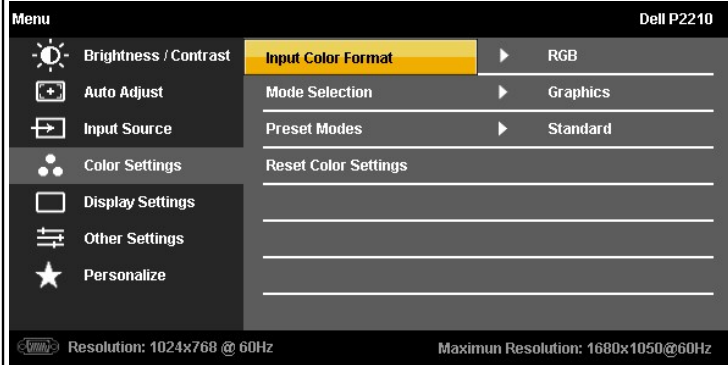 Menu Dell P2210
Brightness / Contrast Input Color Format RGB
Auto Adjust Mode Selection Graphics
Input Source Preset Modes Standard
Color Settings Reset Color Settings
Display Settings
Other Settings
Personalize
Resolution: 1024x768 @ 60Hz Maximun Resolution: 1680x1050@60Hz